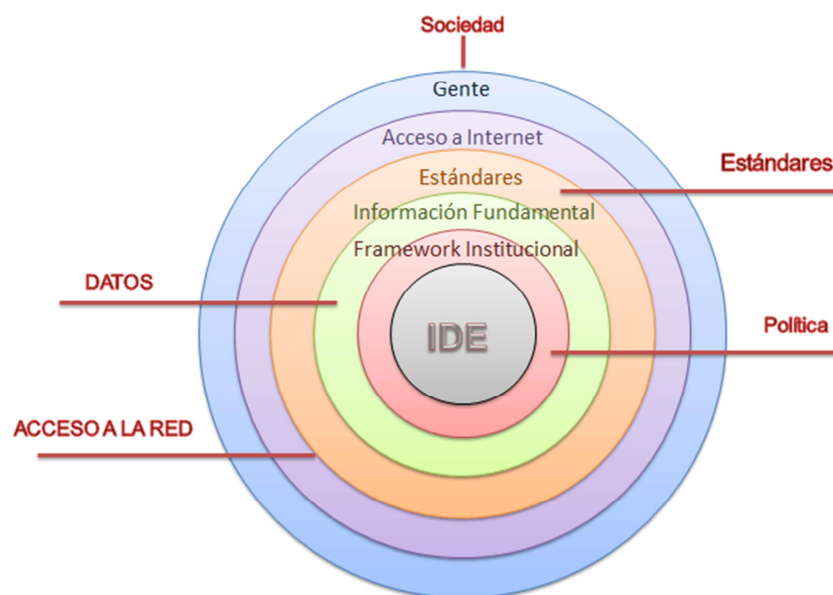 Sociedad
Gente
Acceso a Internet
Estándares
Estándares
Información Fundamental
Framework Institucional
DATOS
IDE
Política
ACCESO A LA RED